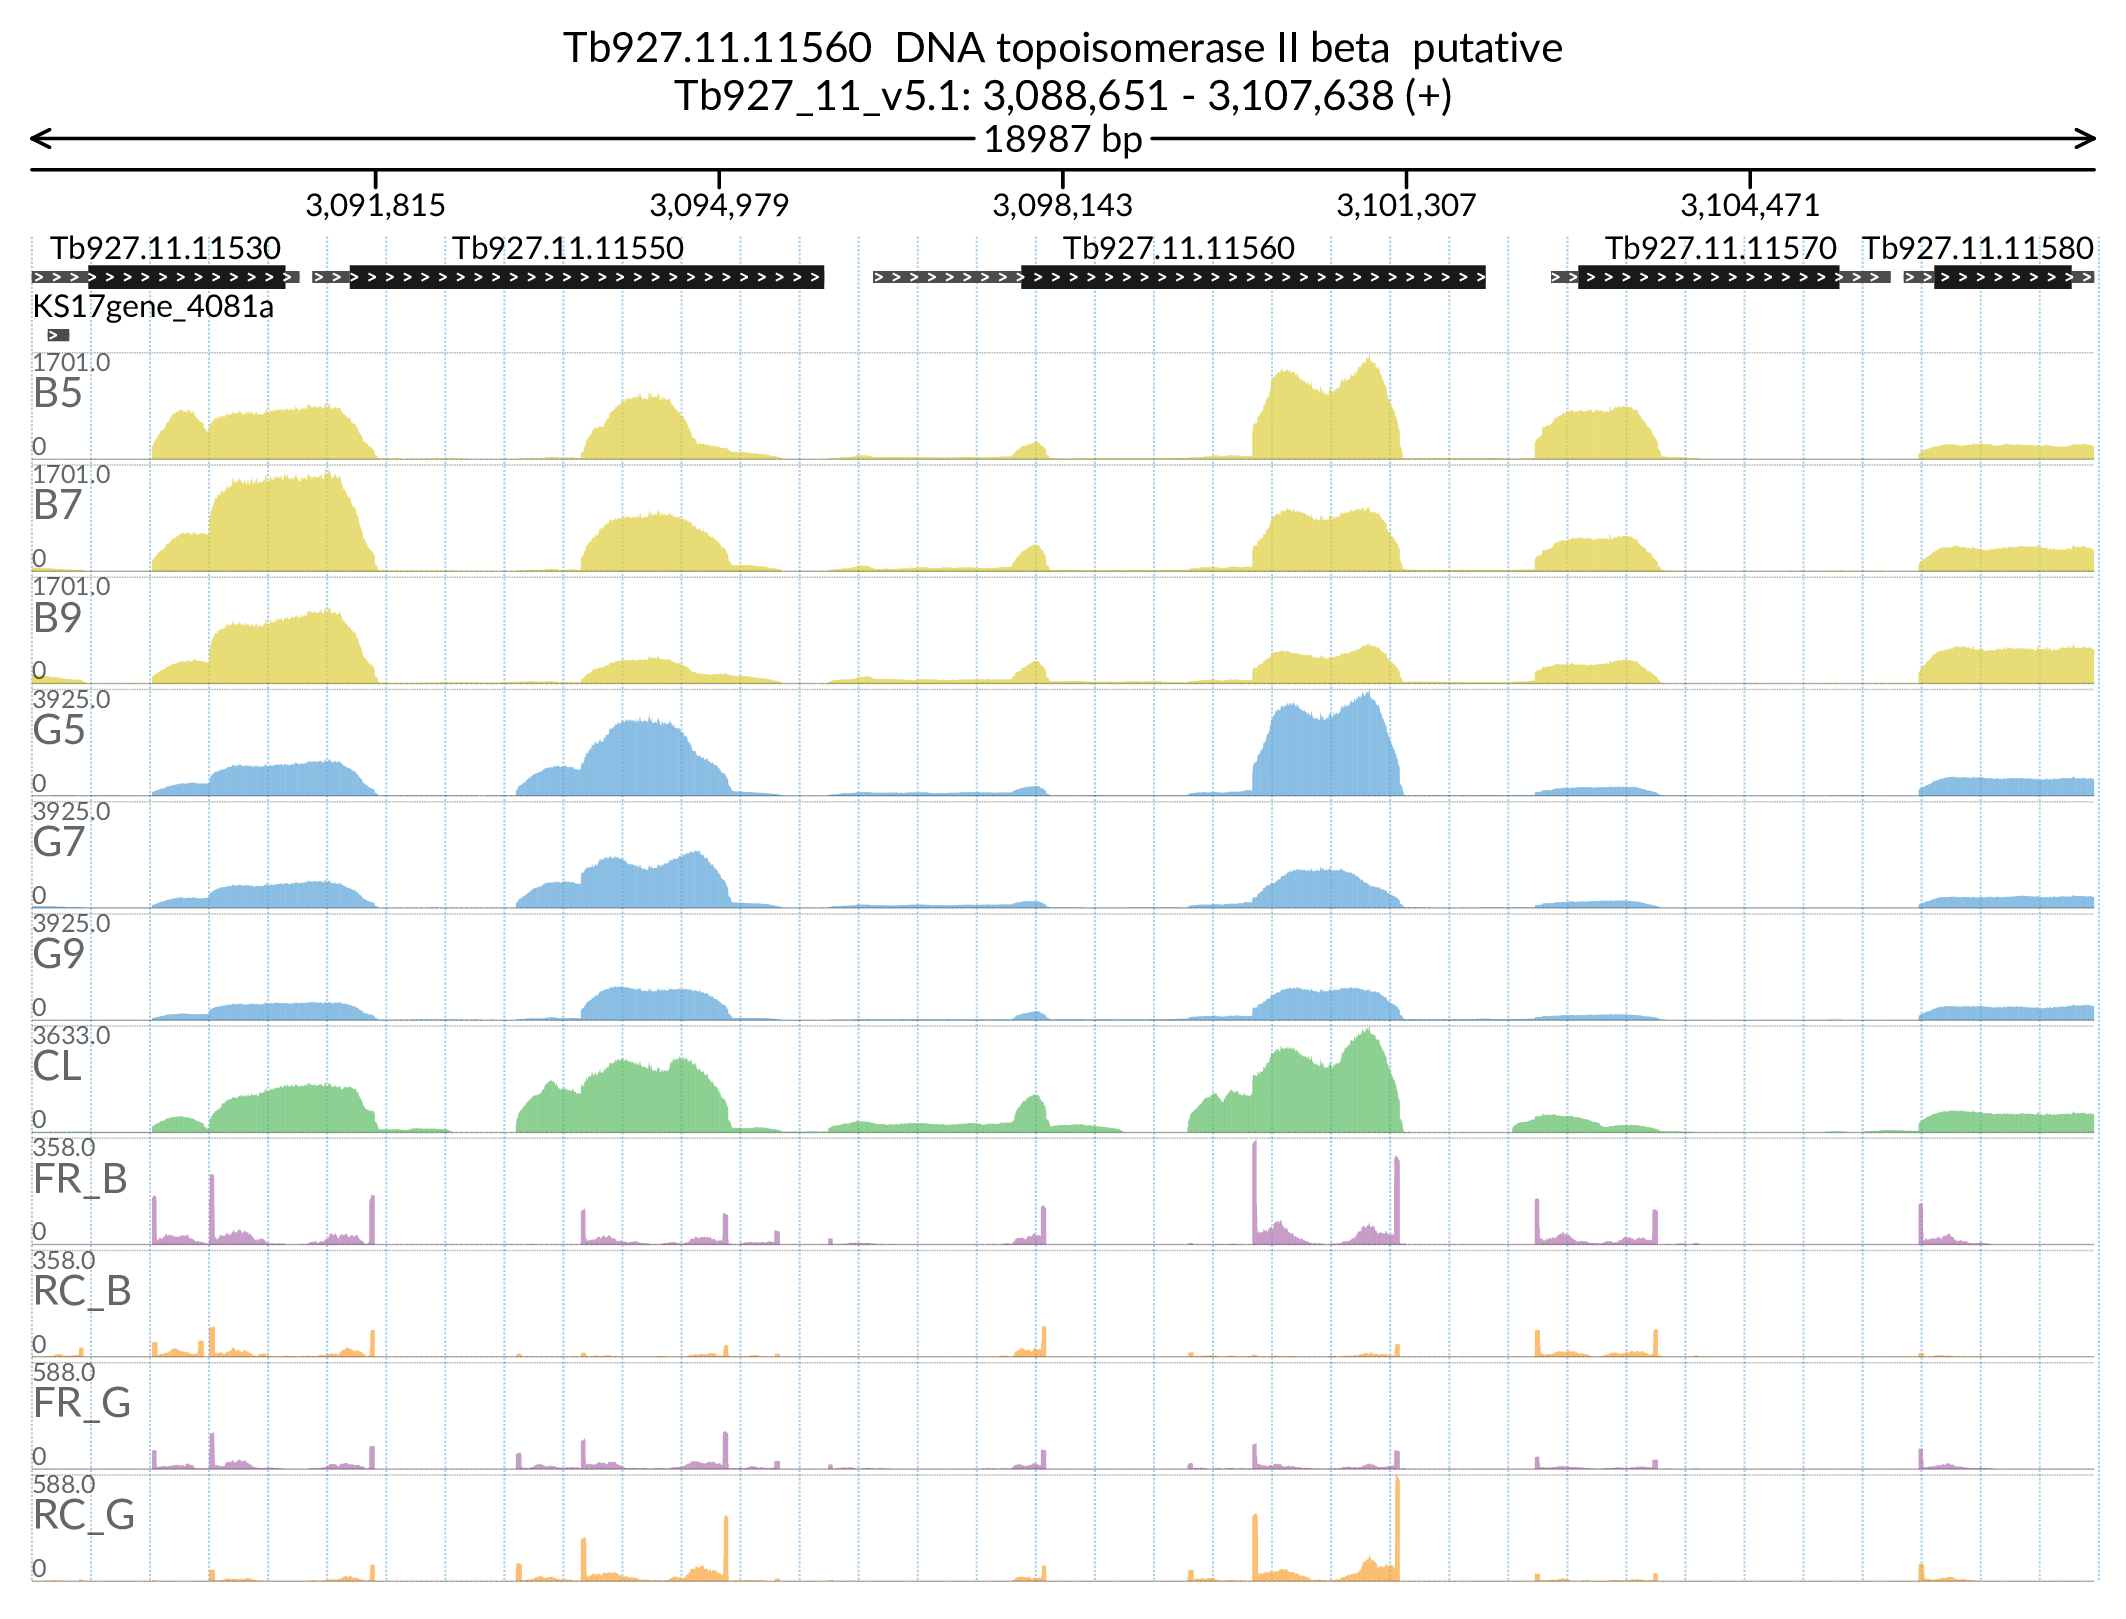 Tb927.11.11560  DNA topoisomerase II beta  putative
Tb927_11_v5.1: 3,088,651 - 3,107,638 (+)
18987 bp
3,091,815 3,094,979 3,098,143 3,101,307 3,104,471
Tb927.11.11530 Tb927.11.11550 Tb927.11.11560 Tb927.11.11570 Tb927.11.11580
KS17gene_4081a
1701.0
B5
0
1701.0
B7
0
1701.0
B9
0
3925.0
G5
0
3925.0
G7
0
3925.0
G9
0
3633.0
CL
0
358.0
FR_B
0
358.0
RC_B
0
588.0
FR_G
0
588.0
RC_G
0